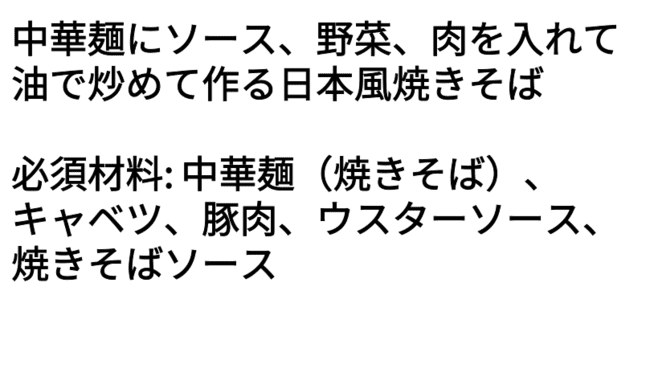 中華麺にソース、野菜、肉を入れて
油で炒めて作る日本風焼きそば
必須材料: 中華麺（焼きそば）、
キャベツ、豚肉、ウスターソース、
焼きそばソース